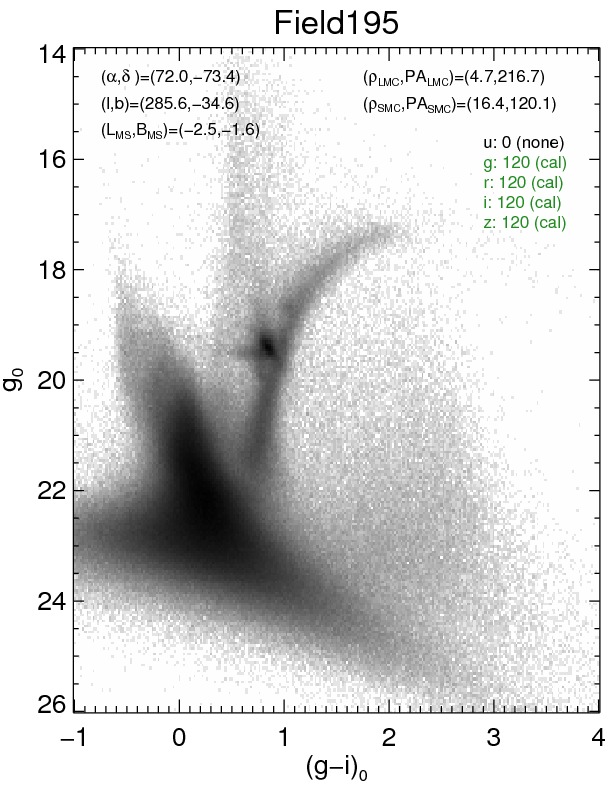 Field195
(α,δ )=(72.0,−73.4)
(ρLMC,PALMC)=(4.7,216.7)
(l,b)=(285.6,−34.6)
(ρSMC,PASMC)=(16.4,120.1)
(LMS,BMS)=(−2.5,−1.6)
u: 0 (none)
g: 120 (cal)
r: 120 (cal)
i: 120 (cal)
z: 120 (cal)
14
16
18
20
22
24
26
g0
−1 0 1 2 3 4
(g−i)0